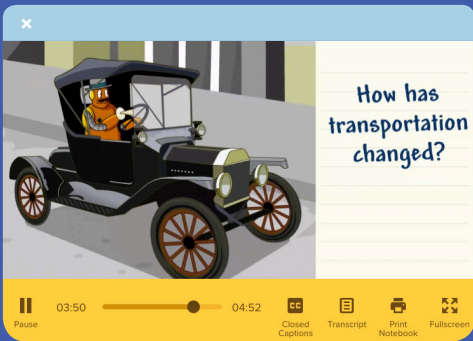 How has
transportation
changed?
03:50
04:52
CC
Pause
Closed
Captions
Transcript
Print
Notebook
Fullscreen